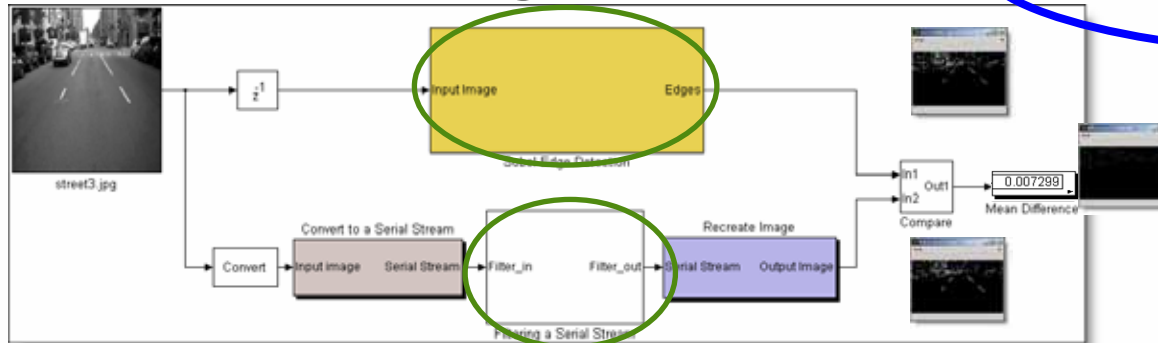 z-1
Input Image
Edges
Sobel Edge Detection
street3.jpg
In1
In2
Out1
Compare
0.007299
Mean Difference
Convert
Convert to a Serial Stream
Input image
Serial Stream
Filter_in
Filter_out
Filtering a Serial Stream
Recreate Image
Serial Stream
Output Image